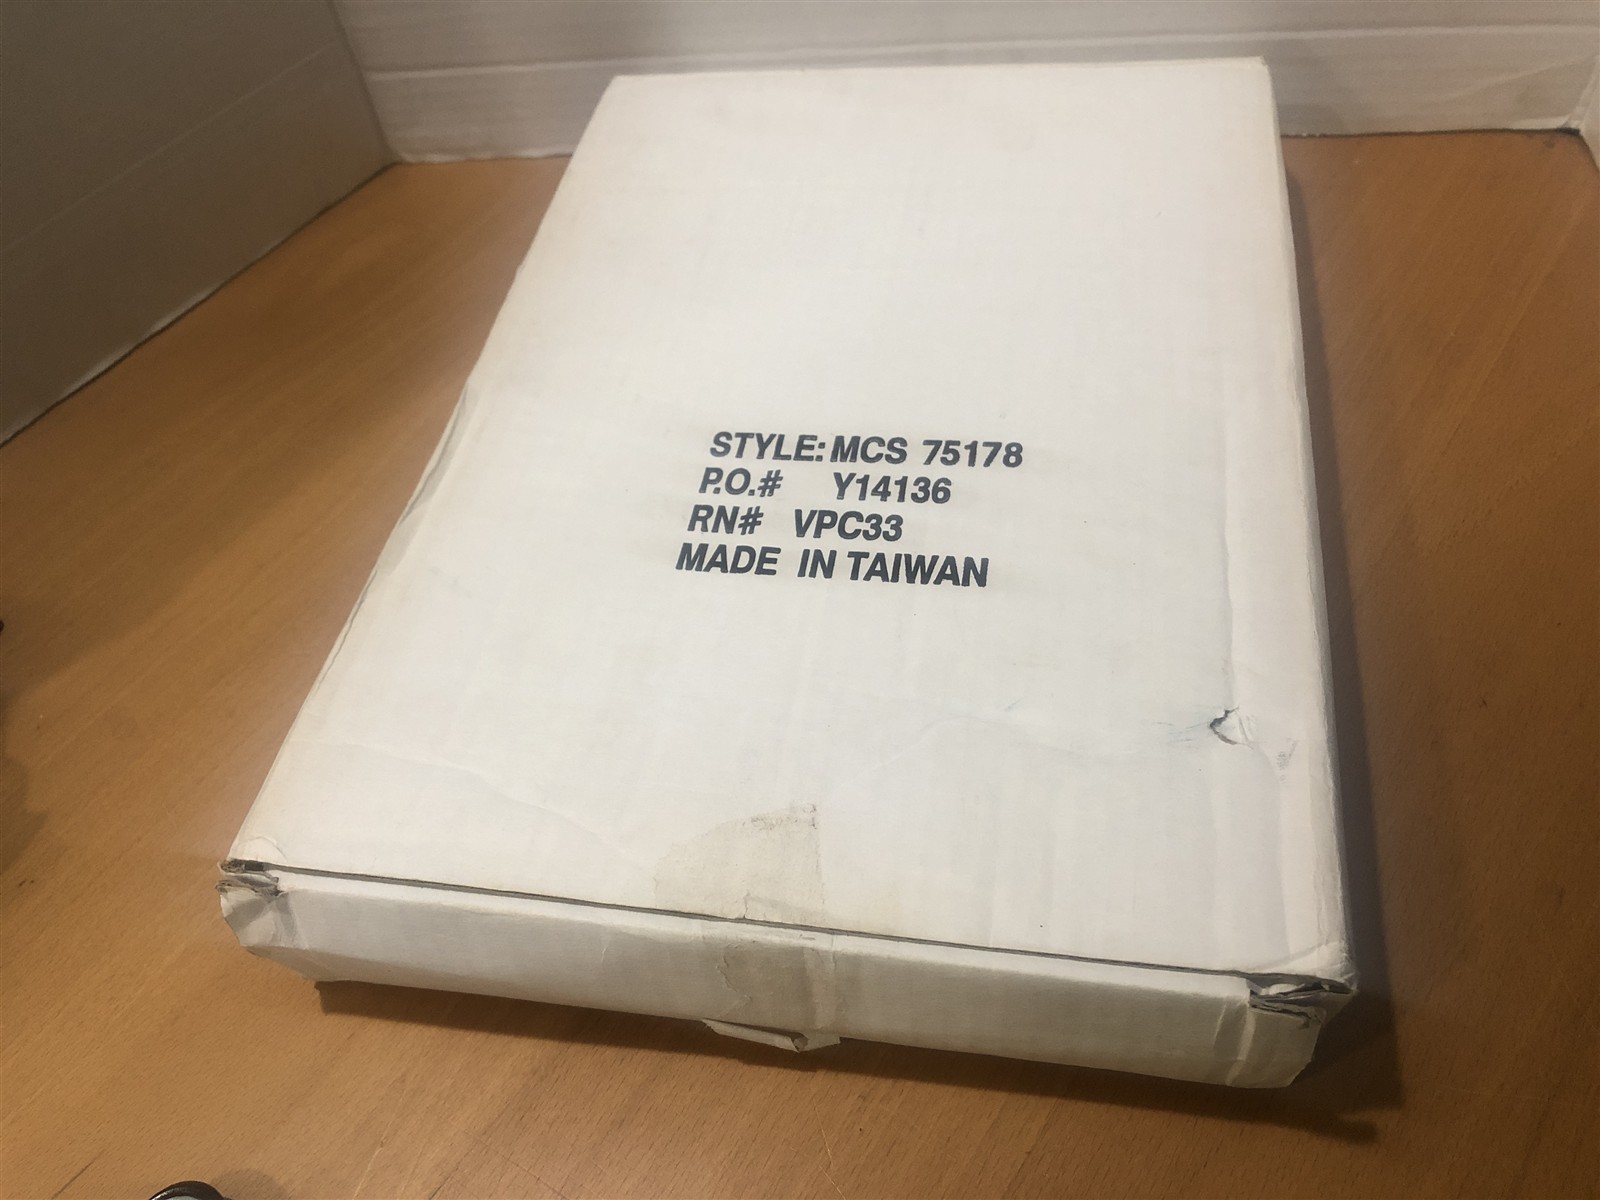 STYLE: MCS 75178
P.O.# Y14136
RN# VPC33
MADE IN TAIWAN